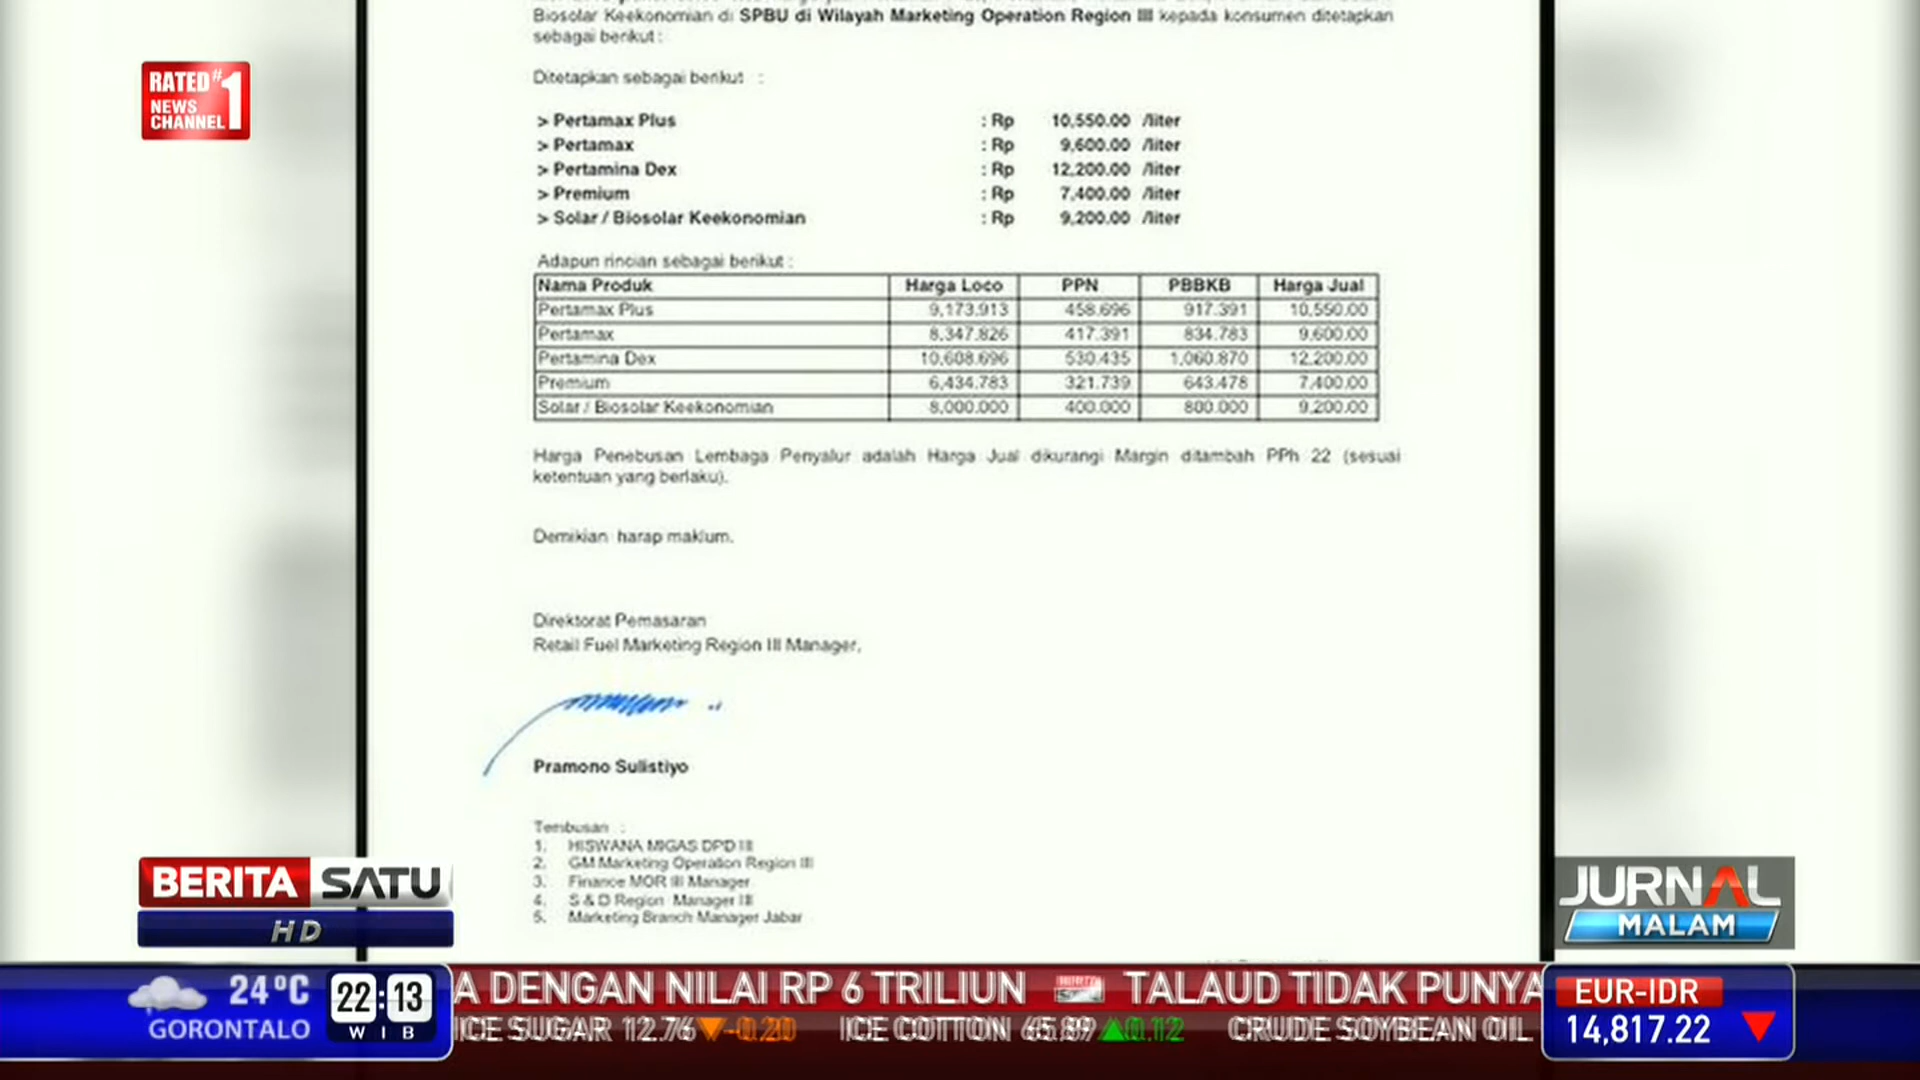 Biosolar Keekonomian di SPBU di Wilayah Marketing Operation Region III kepada konsumen ditetapkan
sebagai berikut :
Ditetapkan sebagai berikut :
> Pertamax Plus : Rp 10,550.00 /liter
> Pertamax : Rp 9,600.00 /liter
> Pertamina Dex : Rp 12,200.00 /liter
> Premium : Rp 7,400.00 /liter
> Solar / Biosolar Keekonomian : Rp 9,200.00 /liter
Adapun rincian sebagai berikut :
Nama Produk Harga Loco PPN PBBKB Harga Jual
Pertamax Plus 9,173.913 458.696 917.391 10,550.00
Pertamax 8,347.826 417.391 834.783 9,600.00
Pertamina Dex 10,608.696 530.435 1,060.870 12,200.00
Premium 6,434.783 321.739 643.478 7,400.00
Solar / Biosolar Keekonomian 8,000.000 400.000 800.000 9,200.00
Harga Penebusan Lembaga Penyalur adalah Harga Jual dikurangi Margin ditambah PPh 22 (sesuai
ketentuan yang berlaku).
Demikian harap maklum.
Direktorat Pemasaran
Retail Fuel Marketing Region III Manager,
Pramono Sulistiyo
Tembusan :
1. HISWANA MIGAS DPD III
2. GM Marketing Operation Region III
3. Finance MOR III Manager
4. S & D Region Manager III
5. Marketing Branch Manager Jabar
RATED #1
NEWS
CHANNEL
BERITA SATU
HD
JURNAL
MALAM
24°C
GORONTALO
22:13
WIB
A DENGAN NILAI RP 6 TRILIUN TALAUD TIDAK PUNYA
ICE SUGAR 12.76 -0.20 ICE COTTON 65.89 0.12 CRUDE SOYBEAN OIL
EUR-IDR
14,817.22